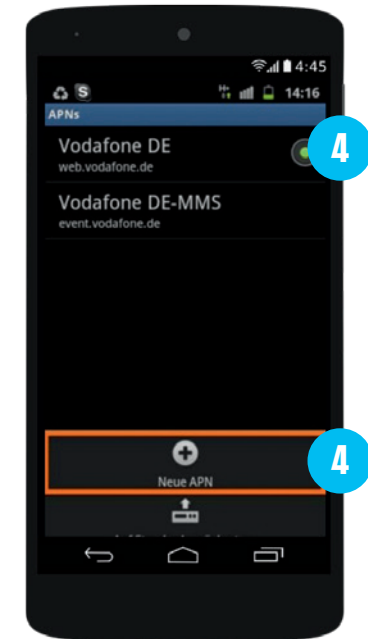 4:45
S
H+
14:16
APNs
Vodafone DE
web.vodafone.de
4
Vodafone DE-MMS
event.vodafone.de
4
Neue APN